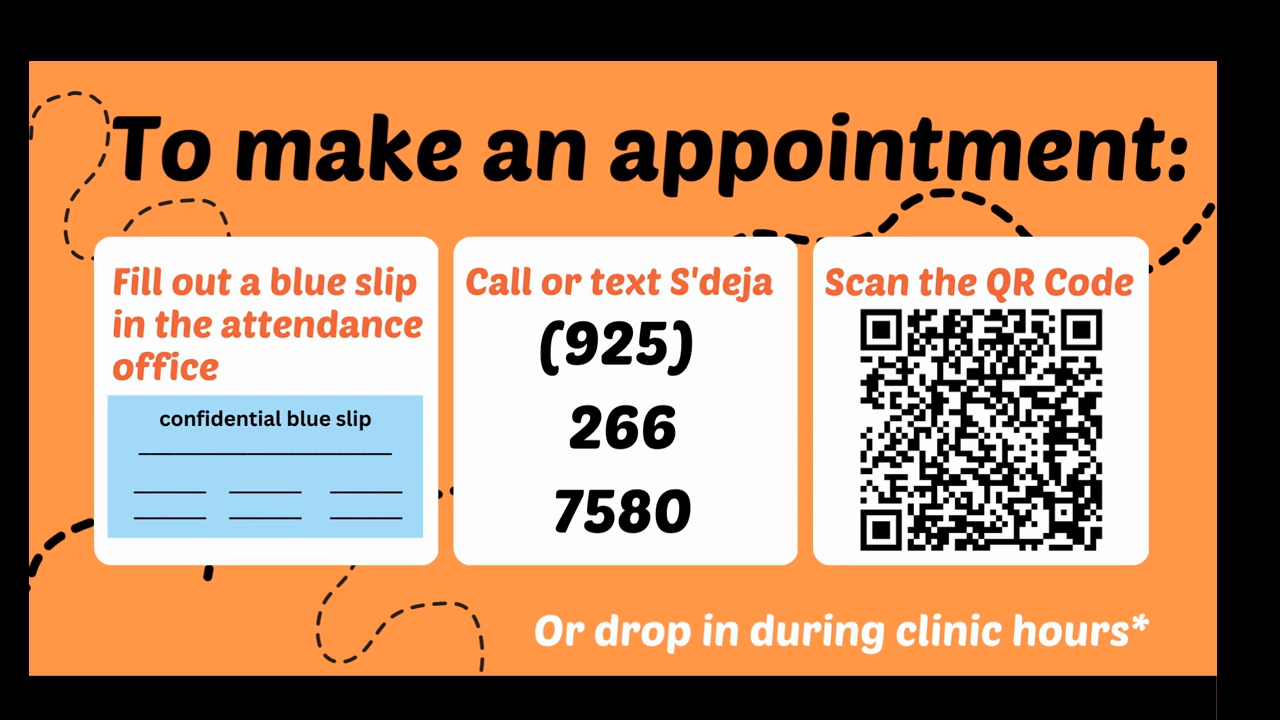 To make an appointment:
Fill out a blue slip
in the attendance
office
confidential blue slip
Call or text S'deja
(925)
266
7580
Scan the QR Code
Or drop in during clinic hours*